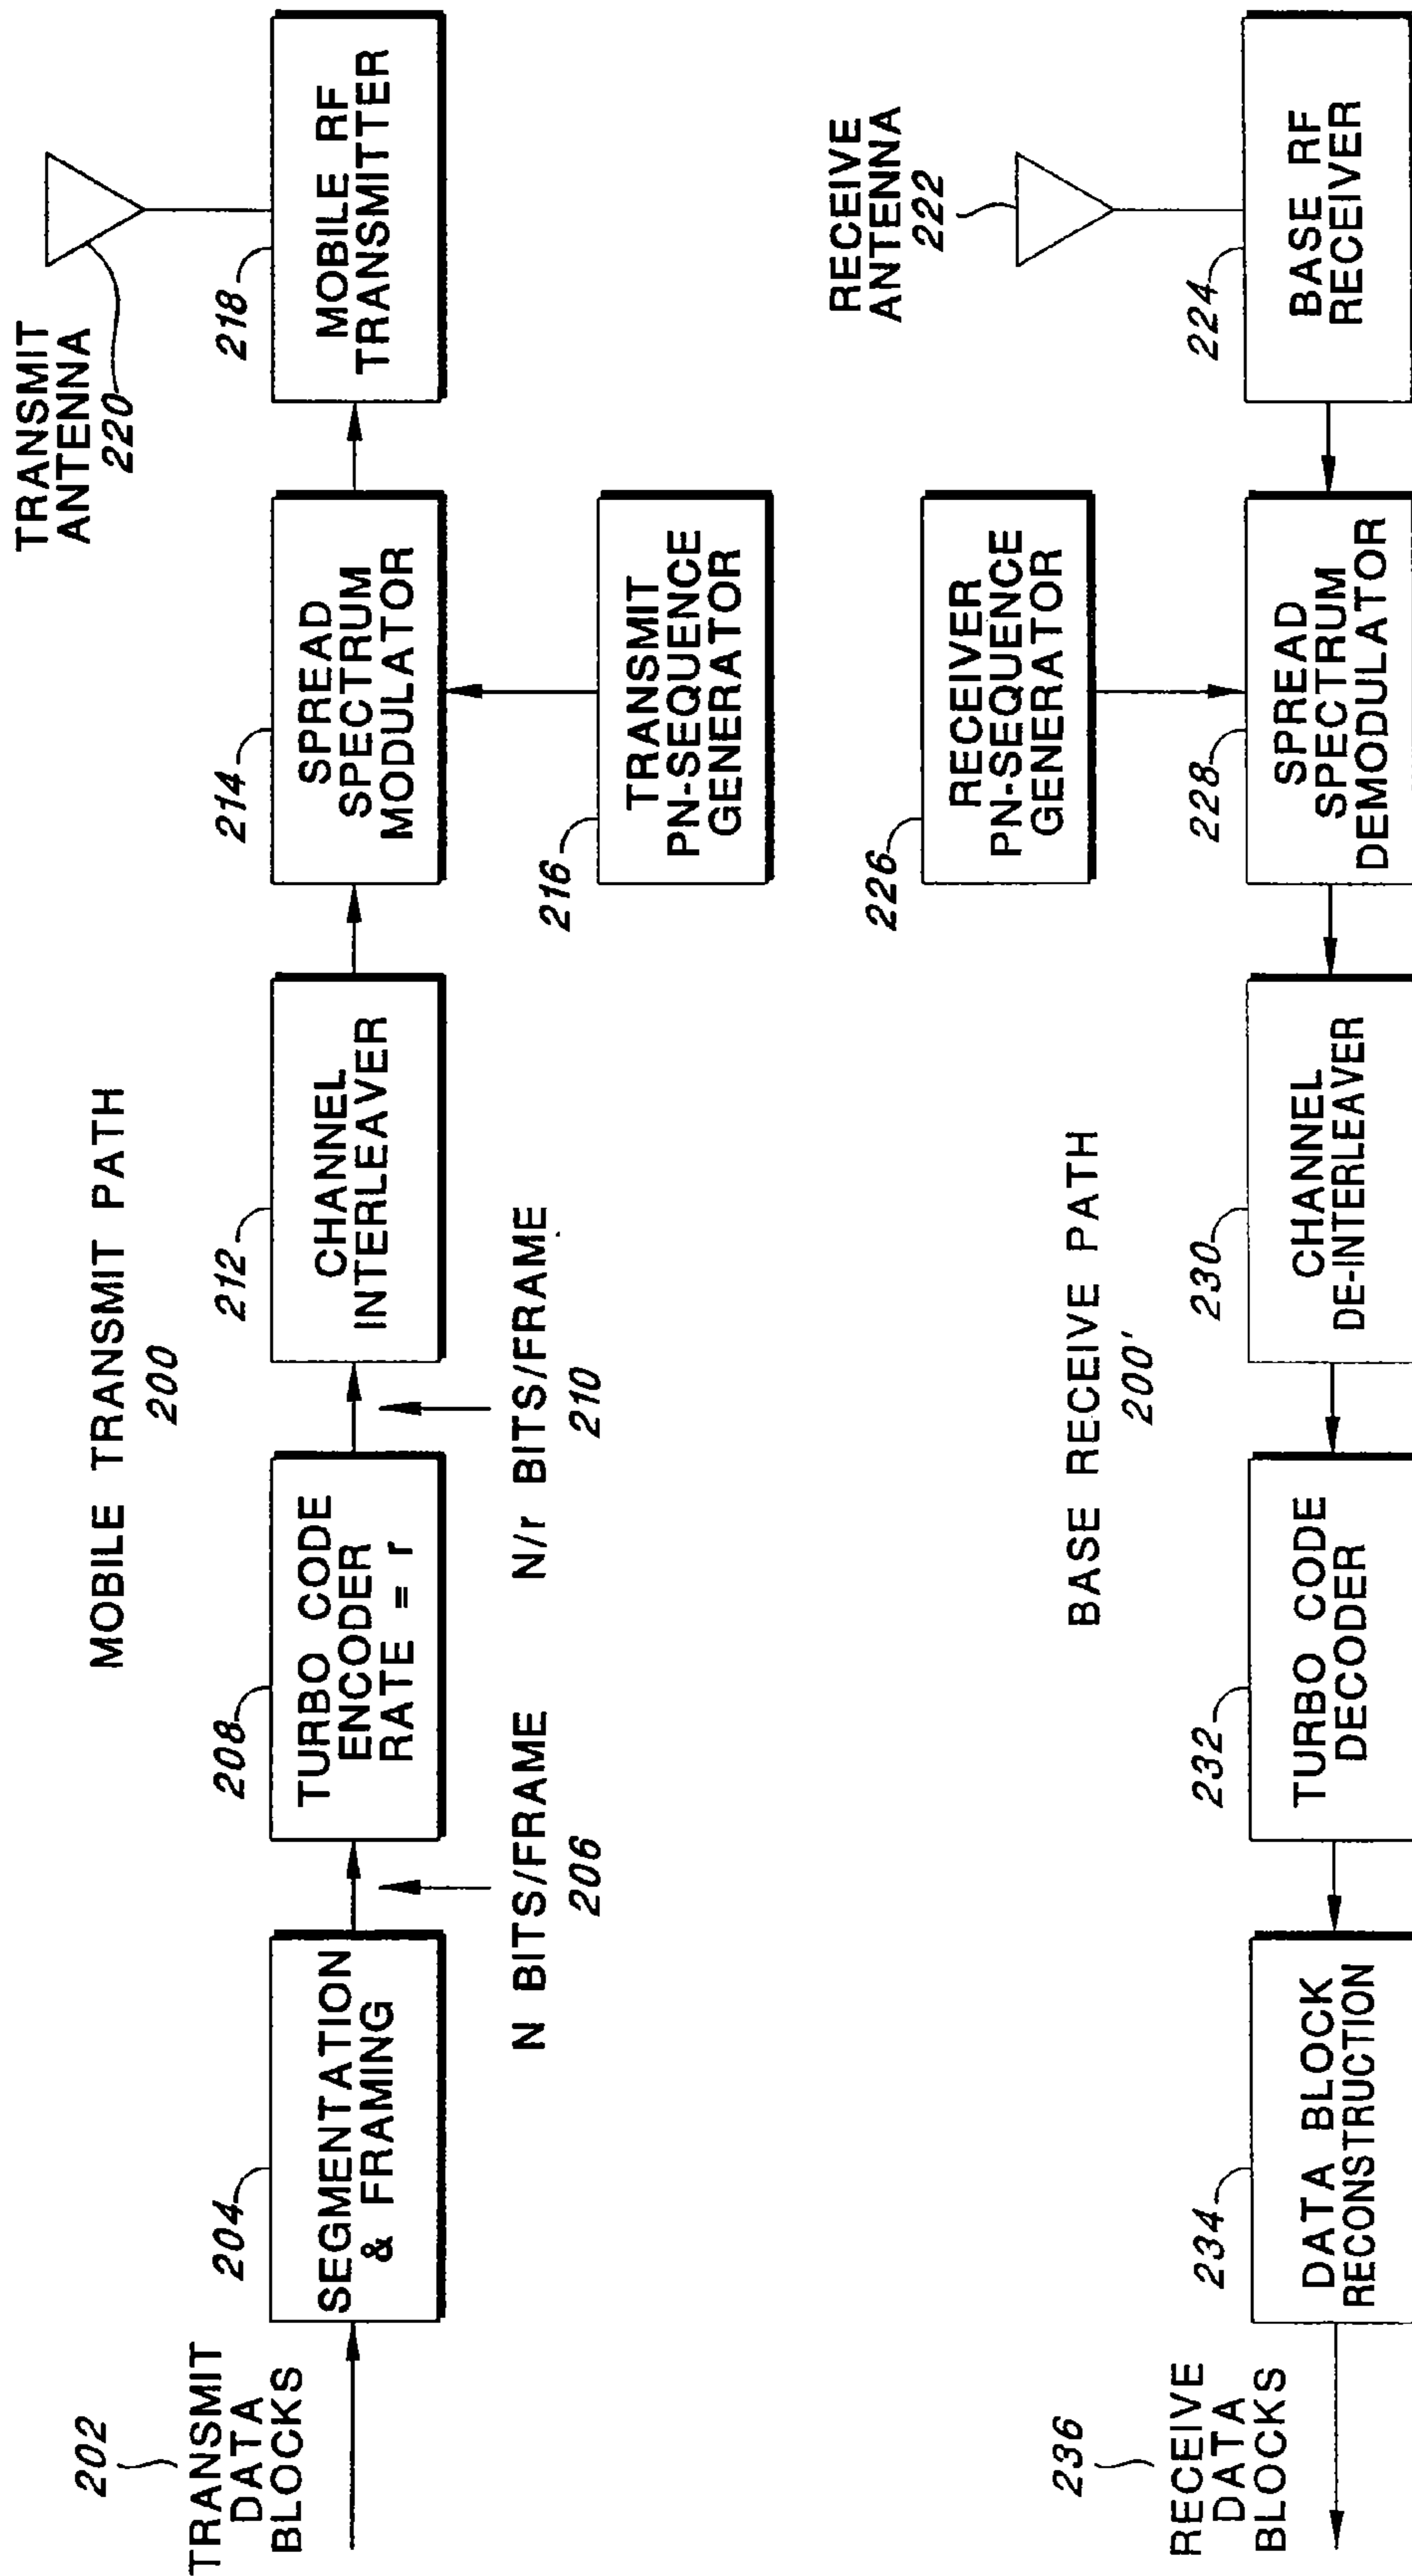 MOBILE TRANSMIT PATH
200
202
TRANSMIT
DATA
BLOCKS
204
SEGMENTATION
& FRAMING
N BITS/FRAME
206
208
TURBO CODE
ENCODER
RATE = r
N/r BITS/FRAME
210
212
CHANNEL
INTERLEAVER
214
SPREAD
SPECTRUM
MODULATOR
216
TRANSMIT
PN-SEQUENCE
GENERATOR
218
MOBILE RF
TRANSMITTER
TRANSMIT
ANTENNA
220
BASE RECEIVE PATH
200'
236
RECEIVE
DATA
BLOCKS
234
DATA BLOCK
RECONSTRUCTION
232
TURBO CODE
DECODER
230
CHANNEL
DE-INTERLEAVER
228
SPREAD
SPECTRUM
DEMODULATOR
226
RECEIVER
PN-SEQUENCE
GENERATOR
224
BASE RF
RECEIVER
RECEIVE
ANTENNA
222